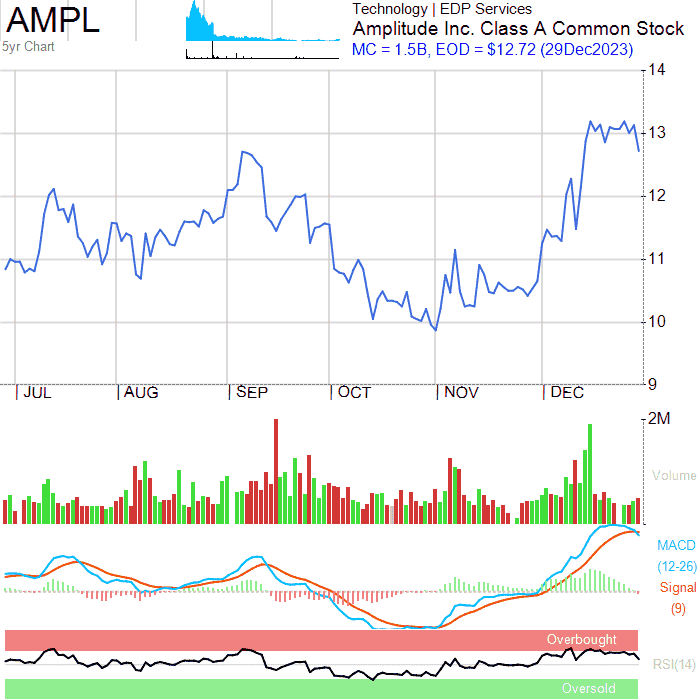 AMPL
5yr Chart
Technology | EDP Services
Amplitude Inc. Class A Common Stock
MC = 1.5B, EOD = $12.72 (29Dec2023)
14
13
12
11
10
9
JUL AUG SEP OCT NOV DEC
2M
Volume
MACD
(12-26)
Signal
(9)
Overbought
RSI(14)
Oversold